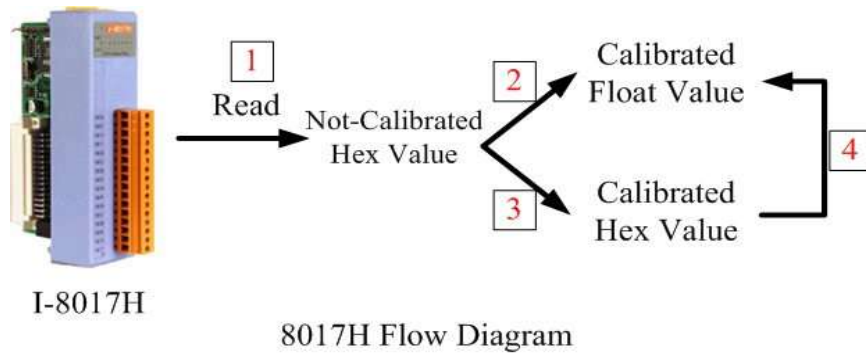 I-8017H
1
Read
Not-Calibrated
Hex Value
2
Calibrated
Float Value
3
Calibrated
Hex Value
4
I-8017H
8017H Flow Diagram